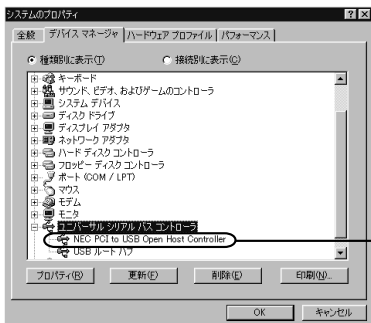 システムのプロパティ
全般 デバイス マネージャ ハードウェア プロファイル パフォーマンス
種類別に表示(T) 接続別に表示(C)
キーボード
サウンド、ビデオ、およびゲームのコントローラ
システム デバイス
ディスク ドライブ
ディスプレイ アダプタ
ネットワーク アダプタ
ハード ディスク コントローラ
フロッピー ディスク コントローラ
ポート (COM / LPT)
マウス
モデム
モニタ
ユニバーサル シリアル バス コントローラ
NEC PCI to USB Open Host Controller
USB ルート ハブ
プロパティ(R) 更新(F) 削除(E) 印刷(N)...
OK キャンセル